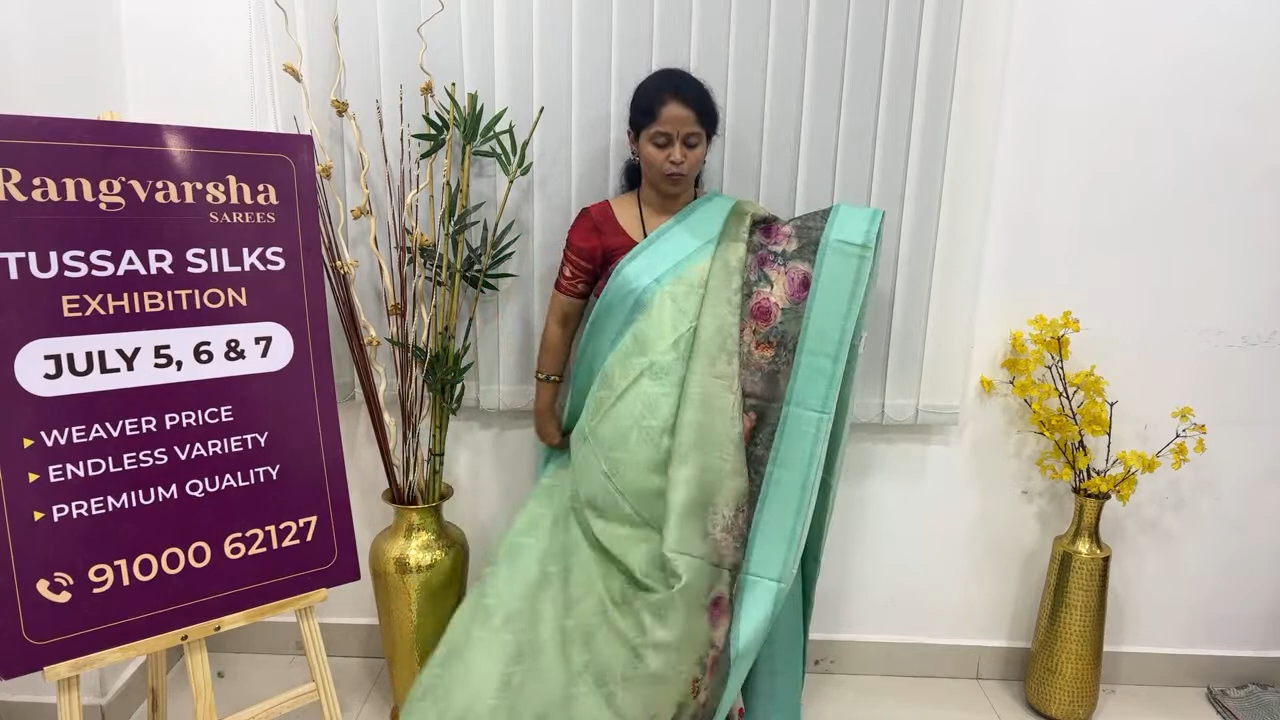 Rangvarsha
SAREES
TUSSAR SILKS
EXHIBITION
JULY 5, 6 & 7
WEAVER PRICE
ENDLESS VARIETY
PREMIUM QUALITY
91000 62127